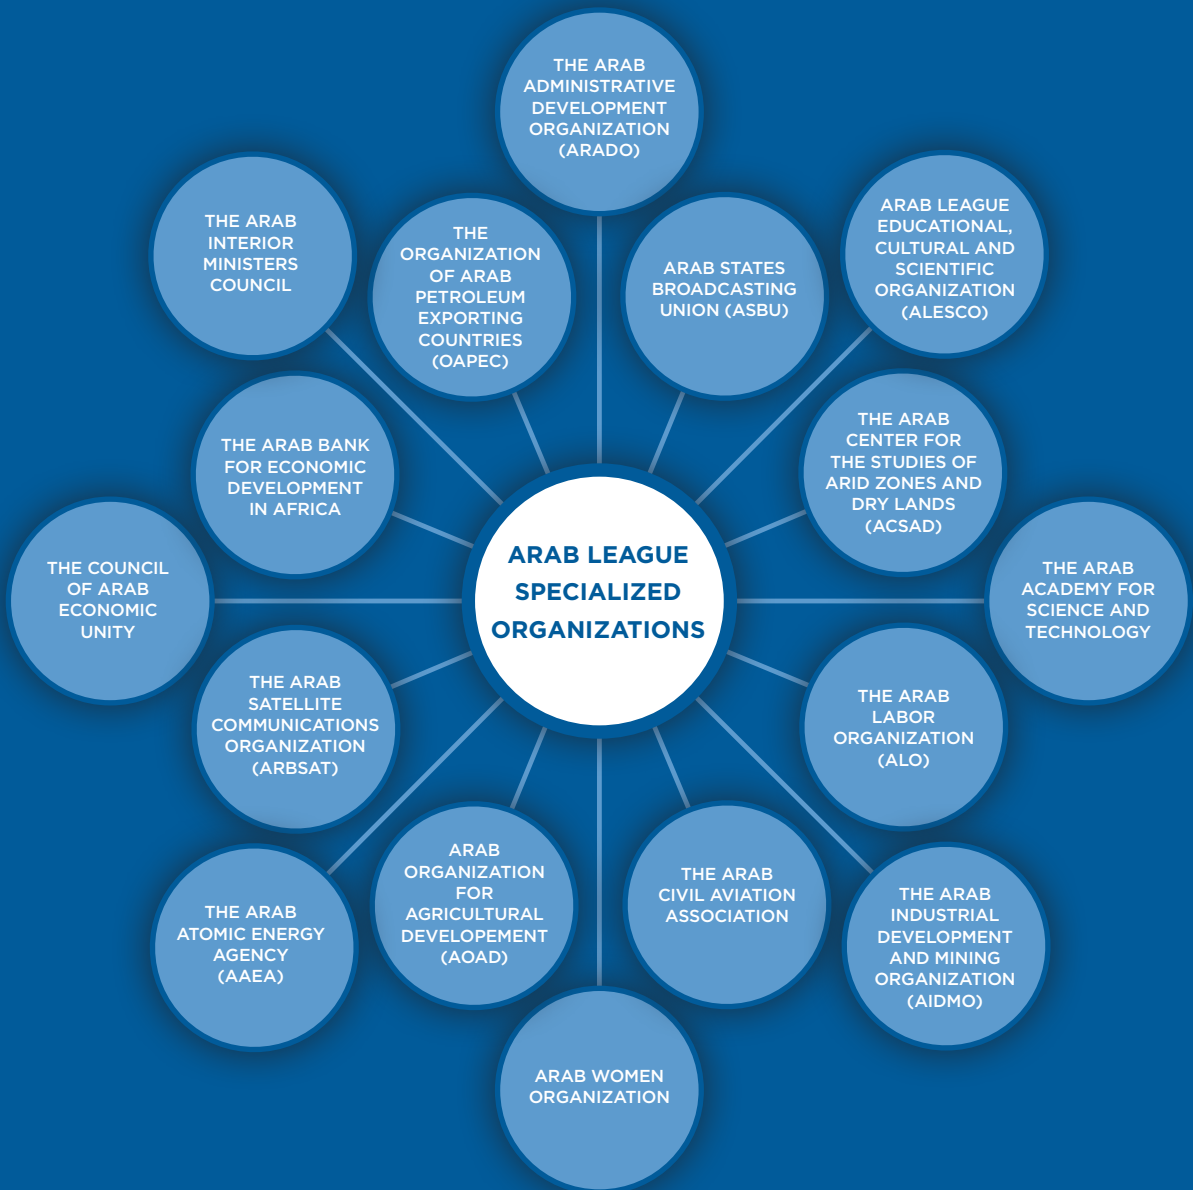 THE ARAB
ADMINISTRATIVE
DEVELOPMENT
ORGANIZATION
(ARADO)
THE ARAB
INTERIOR
MINISTERS
COUNCIL
THE
ORGANIZATION
OF ARAB
PETROLEUM
EXPORTING
COUNTRIES
(OAPEC)
ARAB STATES
BROADCASTING
UNION (ASBU)
ARAB LEAGUE
EDUCATIONAL,
CULTURAL AND
SCIENTIFIC
ORGANIZATION
(ALESCO)
THE ARAB BANK
FOR ECONOMIC
DEVELOPMENT
IN AFRICA
THE ARAB
CENTER FOR
THE STUDIES OF
ARID ZONES AND
DRY LANDS
(ACSAD)
THE COUNCIL
OF ARAB
ECONOMIC
UNITY
ARAB LEAGUE
SPECIALIZED
ORGANIZATIONS
THE ARAB
ACADEMY FOR
SCIENCE AND
TECHNOLOGY
THE ARAB
SATELLITE
COMMUNICATIONS
ORGANIZATION
(ARBSAT)
THE ARAB
LABOR
ORGANIZATION
(ALO)
THE ARAB
ATOMIC ENERGY
AGENCY
(AAEA)
ARAB
ORGANIZATION
FOR
AGRICULTURAL
DEVELOPEMENT
(AOAD)
THE ARAB
CIVIL AVIATION
ASSOCIATION
THE ARAB
INDUSTRIAL
DEVELOPMENT
AND MINING
ORGANIZATION
(AIDMO)
ARAB WOMEN
ORGANIZATION